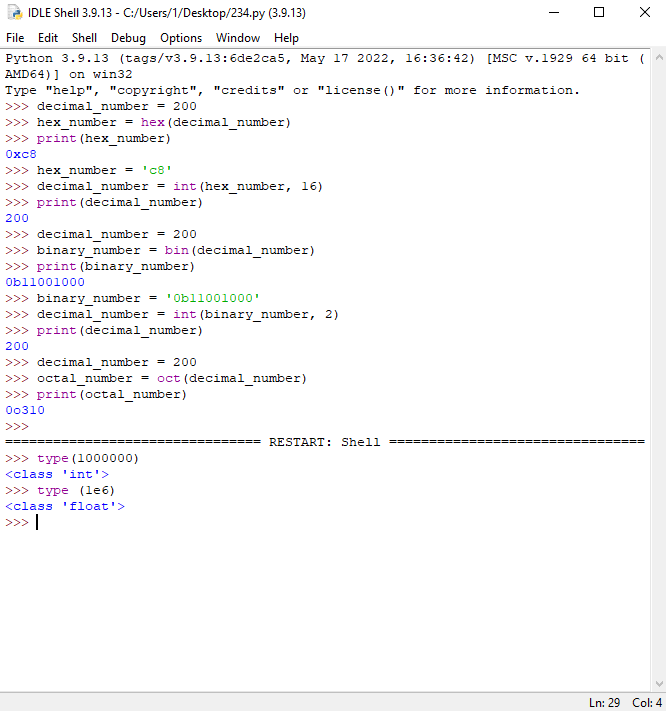 IDLE Shell 3.9.13 - C:/Users/1/Desktop/234.py (3.9.13)
File Edit Shell Debug Options Window Help
Python 3.9.13 (tags/v3.9.13:6de2ca5, May 17 2022, 16:36:42) [MSC v.1929 64 bit (
AMD64)] on win32
Type "help", "copyright", "credits" or "license()" for more information.
>>> decimal_number = 200
>>> hex_number = hex(decimal_number)
>>> print(hex_number)
0xc8
>>> hex_number = 'c8'
>>> decimal_number = int(hex_number, 16)
>>> print(decimal_number)
200
>>> decimal_number = 200
>>> binary_number = bin(decimal_number)
>>> print(binary_number)
0b11001000
>>> binary_number = '0b11001000'
>>> decimal_number = int(binary_number, 2)
>>> print(decimal_number)
200
>>> decimal_number = 200
>>> octal_number = oct(decimal_number)
>>> print(octal_number)
0o310
>>>
================================ RESTART: Shell ================================
>>> type(1000000)
<class 'int'>
>>> type (1e6)
<class 'float'>
>>>
Ln: 29 Col: 4